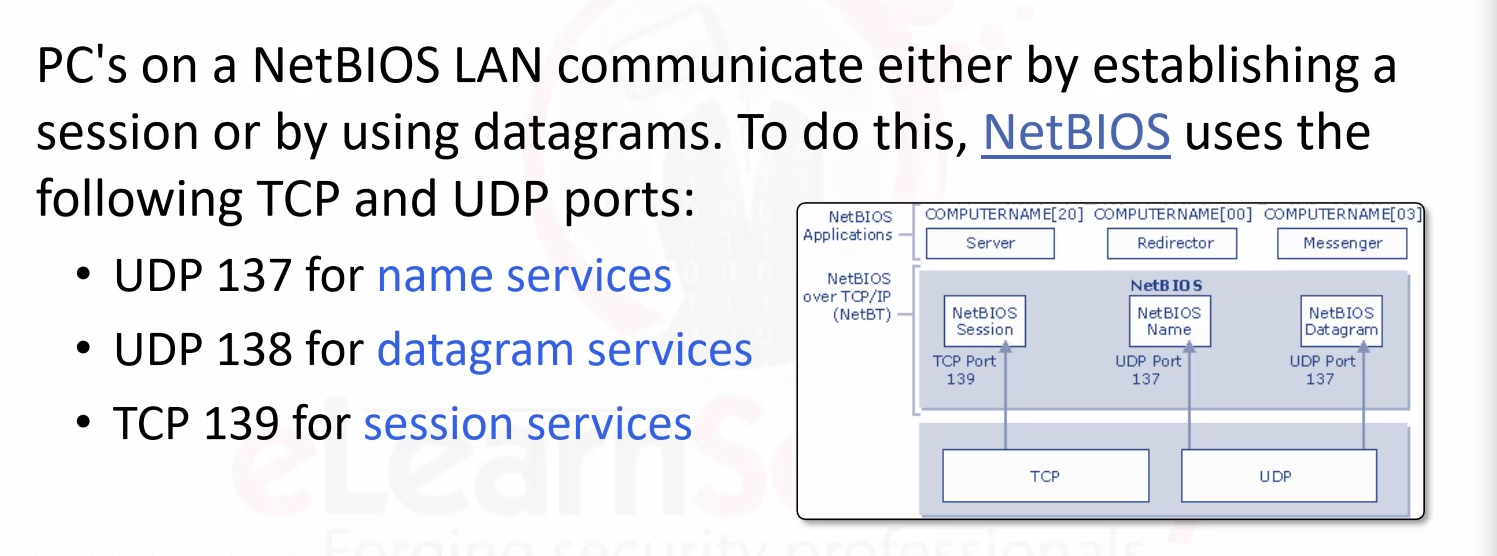 PC's on a NetBIOS LAN communicate either by establishing a
session or by using datagrams. To do this, NetBIOS uses the
following TCP and UDP ports:
• UDP 137 for name services
• UDP 138 for datagram services
• TCP 139 for session services
NetBIOS
Applications
COMPUTERNAME[20] COMPUTERNAME[00] COMPUTERNAME[03]
Server
Redirector
Messenger
NetBIOS
over TCP/IP
(NetBT)
NetBIOS
NetBIOS
Session
NetBIOS
Name
NetBIOS
Datagram
TCP Port
139
UDP Port
137
UDP Port
137
TCP
UDP
eLearnS
Forging security professionals